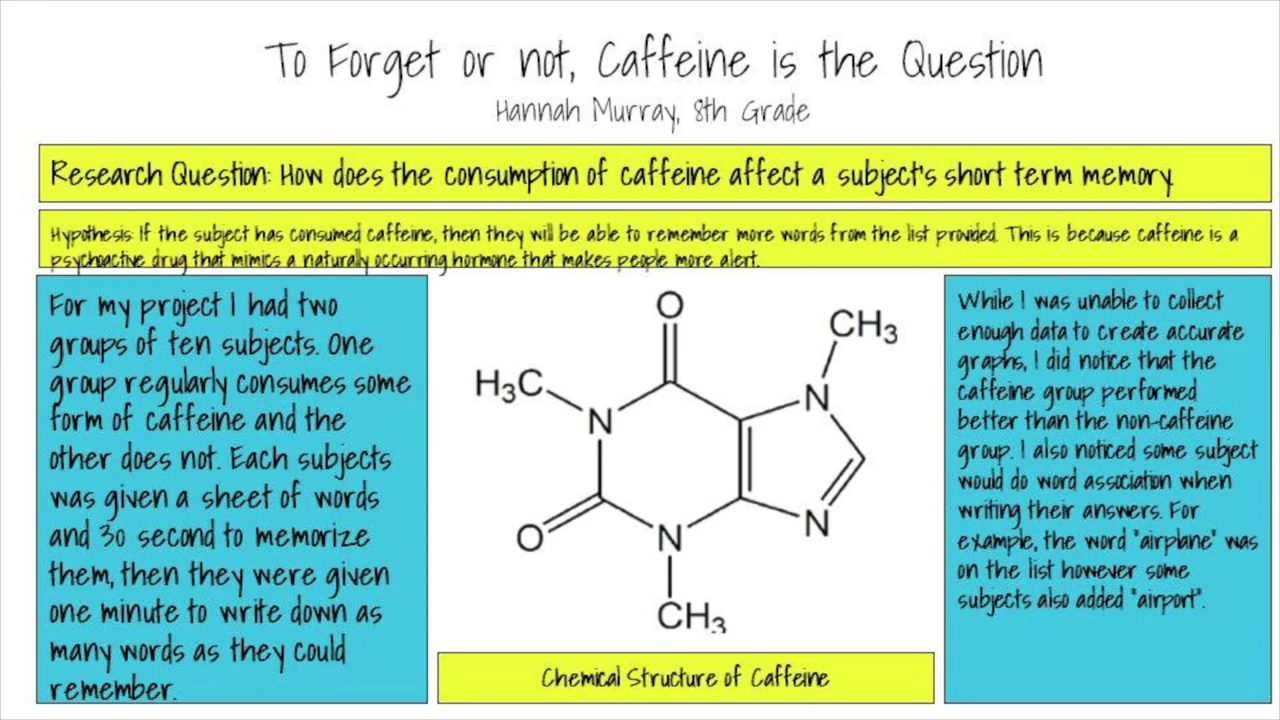 To Forget or not, Caffeine is the Question
Hannah Murray, 8th Grade
Research Question: How does the consumption of caffeine affect a subject's short term memory
Hypothesis: If the subject has consumed caffeine, then they will be able to remember more words from the list provided. This is because caffeine is a
psychoactive drug that mimics a naturally occurring hormone that makes people more alert.
For my project I had two
groups of ten subjects. One
group regularly consumes some
form of caffeine and the
other does not. Each subjects
was given a sheet of words
and 30 second to memorize
them, then they were given
one minute to write down as
many words as they could
remember.
O
CH3
H3C
N
N
O
N
N
CH3
Chemical Structure of Caffeine
While I was unable to collect
enough data to create accurate
graphs, I did notice that the
caffeine group performed
better than the non-caffeine
group. I also noticed some subject
would do word association when
writing their answers. For
example, the word "airplane" was
on the list however some
subjects also added "airport".